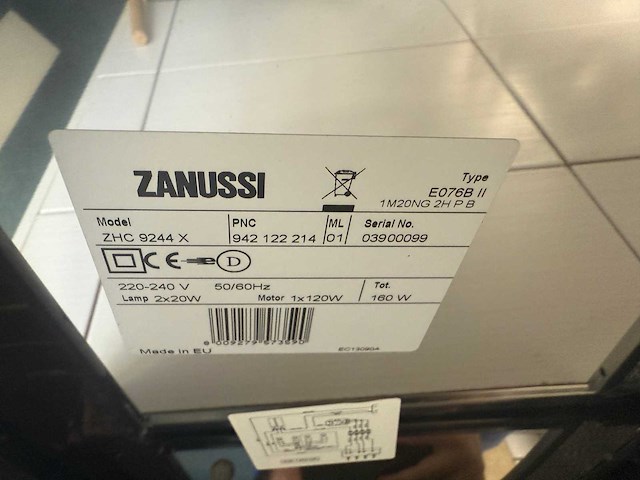 ZANUSSI
Type
E076B II
1M20NG 2H P B
Model PNC ML Serial No.
ZHC 9244 X 942 122 214 01 03900099
CE D
220-240 V 50/60Hz Tot.
Lamp 2x20W Motor 1x120W 160 W
Made in EU